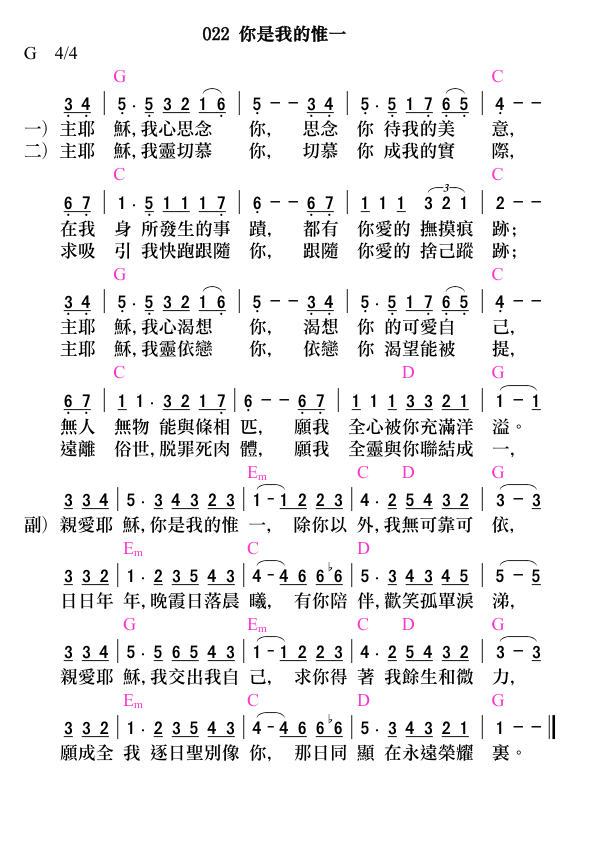 022 你是我的惟一
G 4/4
G C
3 4 | 5 . 5 3 2 1 6 | 5 - - 3 4 | 5 . 5 1 7 6 5 | 4 - -
一）主耶 穌,我心思念 你, 思念 你 待我的美 意,
二）主耶 穌,我靈切慕 你, 切慕 你 成我的實 際,
C C
6 7 | 1 . 5 1 1 1 7 | 6 - - 6 7 | 1 1 1 3 2 1 | 2 - -
3
在我 身 所發生的事 蹟, 都有 你愛的 撫摸痕 跡;
求吸 引 我快跑跟隨 你, 跟隨 你愛的 捨己蹤 跡;
G C
3 4 | 5 . 5 3 2 1 6 | 5 - - 3 4 | 5 . 5 1 7 6 5 | 4 - -
主耶 穌,我心渴想 你, 渴想 你 的可愛自 己,
主耶 穌,我靈依戀 你, 依戀 你 渴望能被 提,
C D G
6 7 | 1 1 . 3 2 1 1 7 | 6 - - 6 7 | 1 1 1 3 3 2 1 | 1 - 1
無人 無物 能與條相 匹, 願我 全心被你充滿洋 溢。
遠離 俗世,脱罪死肉 體, 願我 全靈與你聯結成 一,
Em C D G
3 3 4 | 5 . 3 4 3 2 3 | 1 - 1 2 2 3 | 4 . 2 5 4 3 2 | 3 - 3
副）親愛耶 穌,你是我的惟 一, 除你以 外,我無可靠可 依,
Em C D
3 3 2 | 1 . 2 3 5 4 3 | 4 - 4 6 6 ♭6 | 5 . 3 4 3 4 5 | 5 - 5
日日年 年,晚霞日落晨 曦, 有你陪 伴,歡笑孤單淚 涕,
G Em C D G
3 3 4 | 5 . 5 6 5 4 3 | 1 - 1 2 2 3 | 4 . 2 5 4 3 2 | 3 - 3
親愛耶 穌,我交出我自 己, 求你得 著 我餘生和微 力,
Em C D G
3 3 2 | 1 . 2 3 5 5 3 | 4 - 4 6 6 ♭6 | 5 . 3 4 3 2 1 | 1 - -
願成全 我 逐日聖別像 你, 那日同 顯 在永遠榮耀 裏。